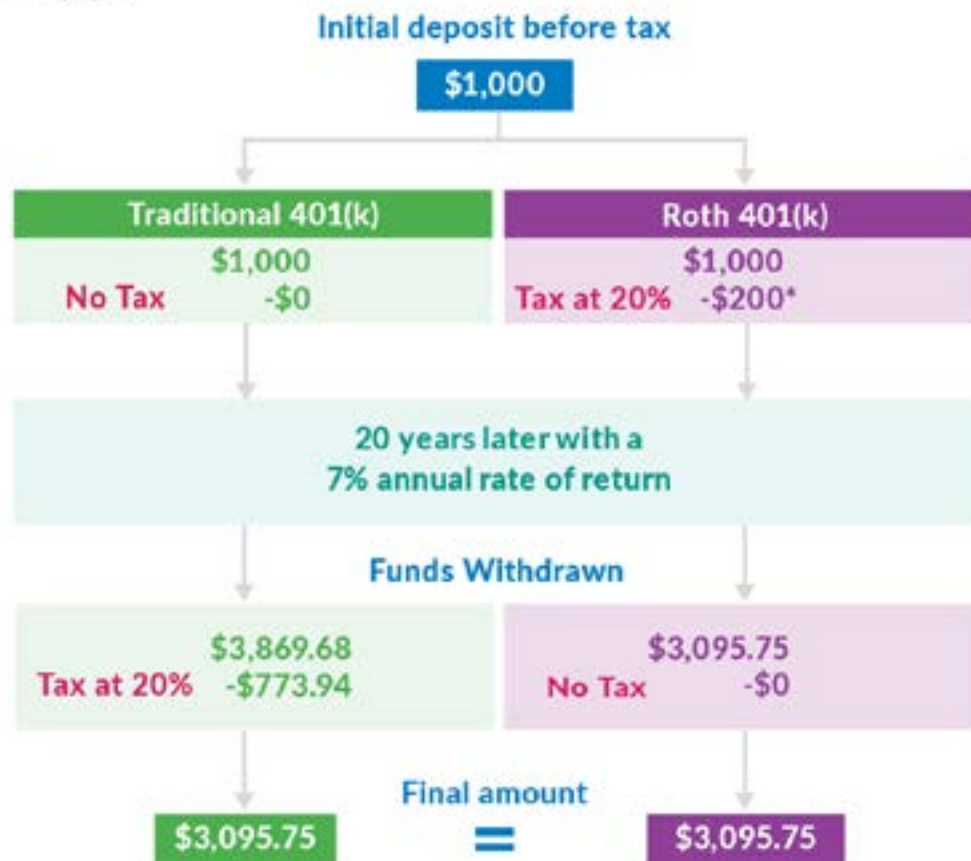 Initial deposit before tax
$1,000
Traditional 401(k)
Roth 401(k)
$1,000
No Tax -$0
$1,000
Tax at 20% -$200*
20 years later with a
7% annual rate of return
Funds Withdrawn
$3,869.68
Tax at 20% -$773.94
$3,095.75
No Tax -$0
Final amount
$3,095.75 = $3,095.75